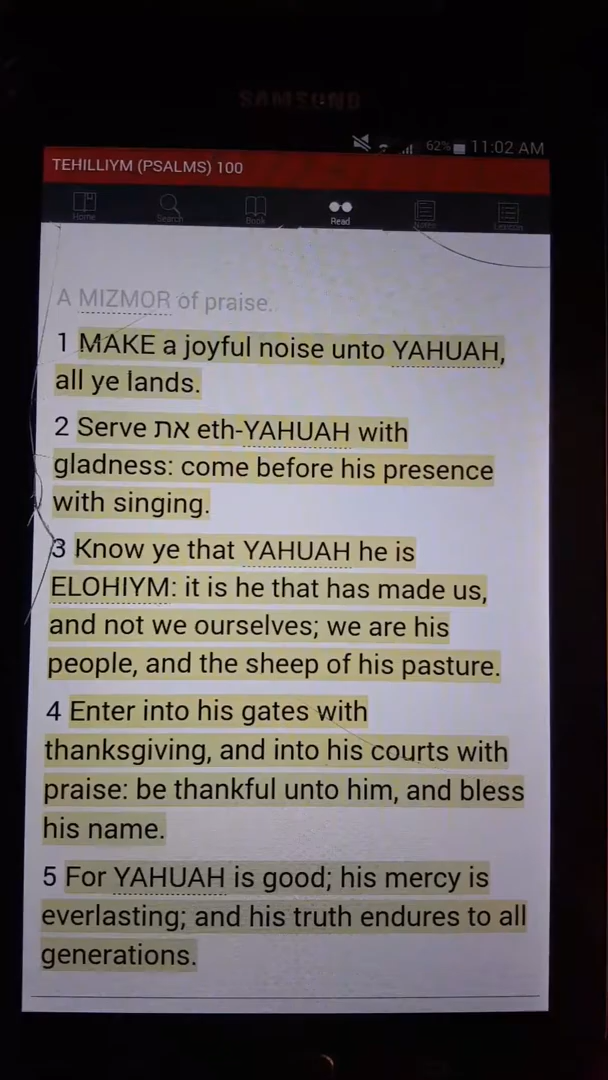 SAMSUNG
62% 11:02 AM
TEHILLIYM (PSALMS) 100
Home Search Book Read Notes Lexicon
A MIZMOR of praise.
1 MAKE a joyful noise unto YAHUAH,
all ye lands.
2 Serve את eth-YAHUAH with
gladness: come before his presence
with singing.
3 Know ye that YAHUAH he is
ELOHIYM: it is he that has made us,
and not we ourselves; we are his
people, and the sheep of his pasture.
4 Enter into his gates with
thanksgiving, and into his courts with
praise: be thankful unto him, and bless
his name.
5 For YAHUAH is good; his mercy is
everlasting; and his truth endures to all
generations.